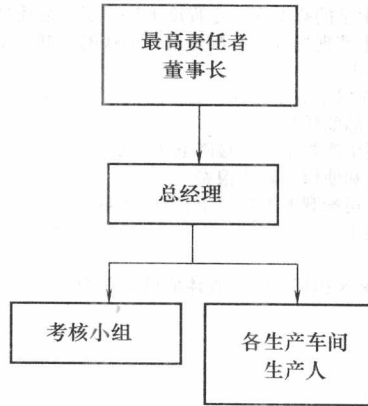 最高责任者
董事长
总经理
考核小组
各生产车间
生产人